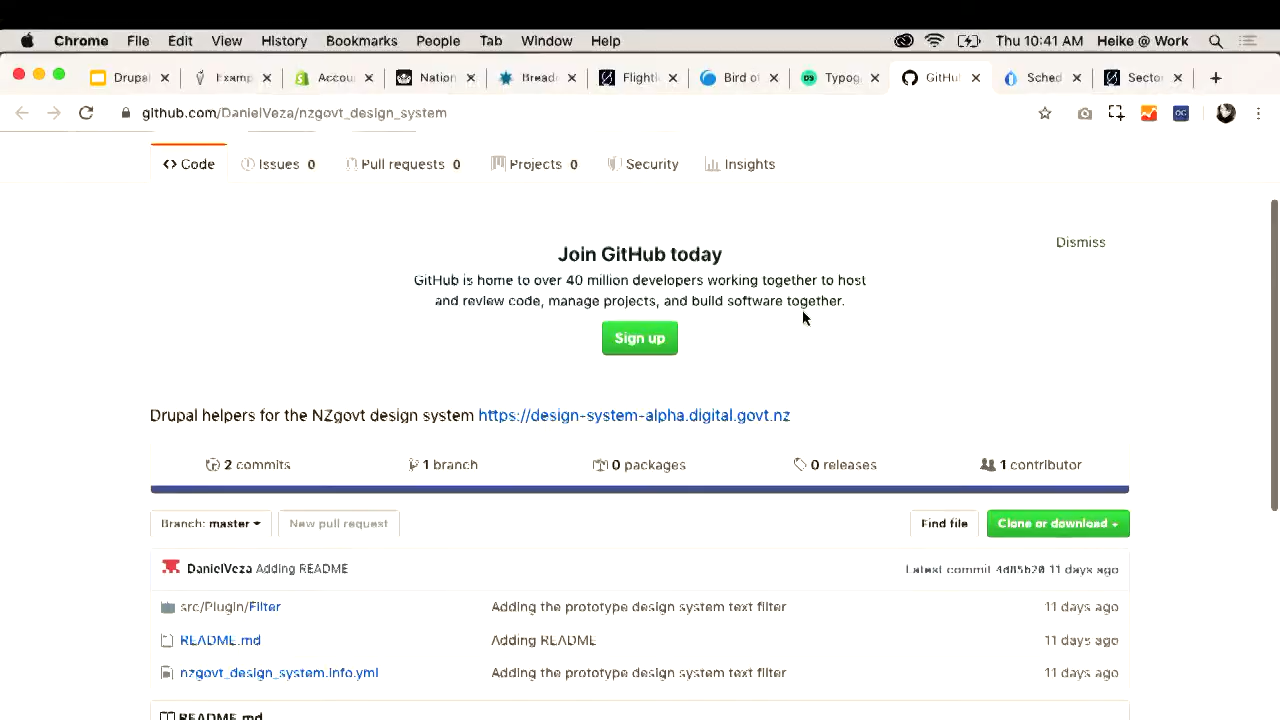 Chrome File Edit View History Bookmarks People Tab Window Help Thu 10:41 AM Heike @ Work
Drupal Examp Accou Nation Bread Flightl Bird of Typog GitHu Sched Secto
github.com/DanielVeza/nzgovt_design_system
Code Issues 0 Pull requests 0 Projects 0 Security Insights
Dismiss
Join GitHub today
GitHub is home to over 40 million developers working together to host
and review code, manage projects, and build software together.
Sign up
Drupal helpers for the NZgovt design system https://design-system-alpha.digital.govt.nz
2 commits 1 branch 0 packages 0 releases 1 contributor
Branch: master New pull request Find file Clone or download
DanielVeza Adding README Latest commit 4d85b20 11 days ago
src/Plugin/Filter Adding the prototype design system text filter 11 days ago
README.md Adding README 11 days ago
nzgovt_design_system.info.yml Adding the prototype design system text filter 11 days ago
README.md